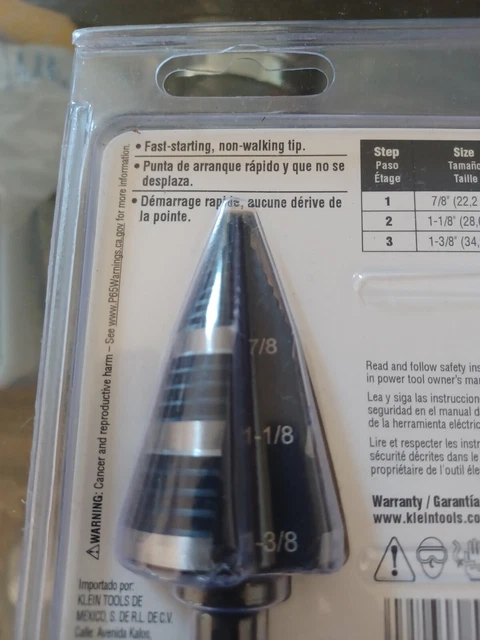 • Fast-starting, non-walking tip.
• Punta de arranque rápido y que no se
desplaza.
• Démarrage rapide, aucune dérive de
la pointe.
Step Size
Paso Tamaño
Étage Taille
1 7/8" (22,2
2 1-1/8" (28,
3 1-3/8" (34,
7/8
1-1/8
-3/8
Read and follow safety ins
in power tool owner's ma
Lea y siga las instruccion
seguridad en el manual d
de la herramienta eléctric
Lire et respecter les instr
sécurité décrites dans le
propriétaire de l'outil éle
Warranty / Garantía
www.kleintools.co
⚠WARNING: Cancer and reproductive harm – See www.P65Warnings.ca.gov for more information.
Importado por:
KLEIN TOOLS DE
MEXICO, S. DE R.L. DE C.V.
Calle: Avenida Kalos,